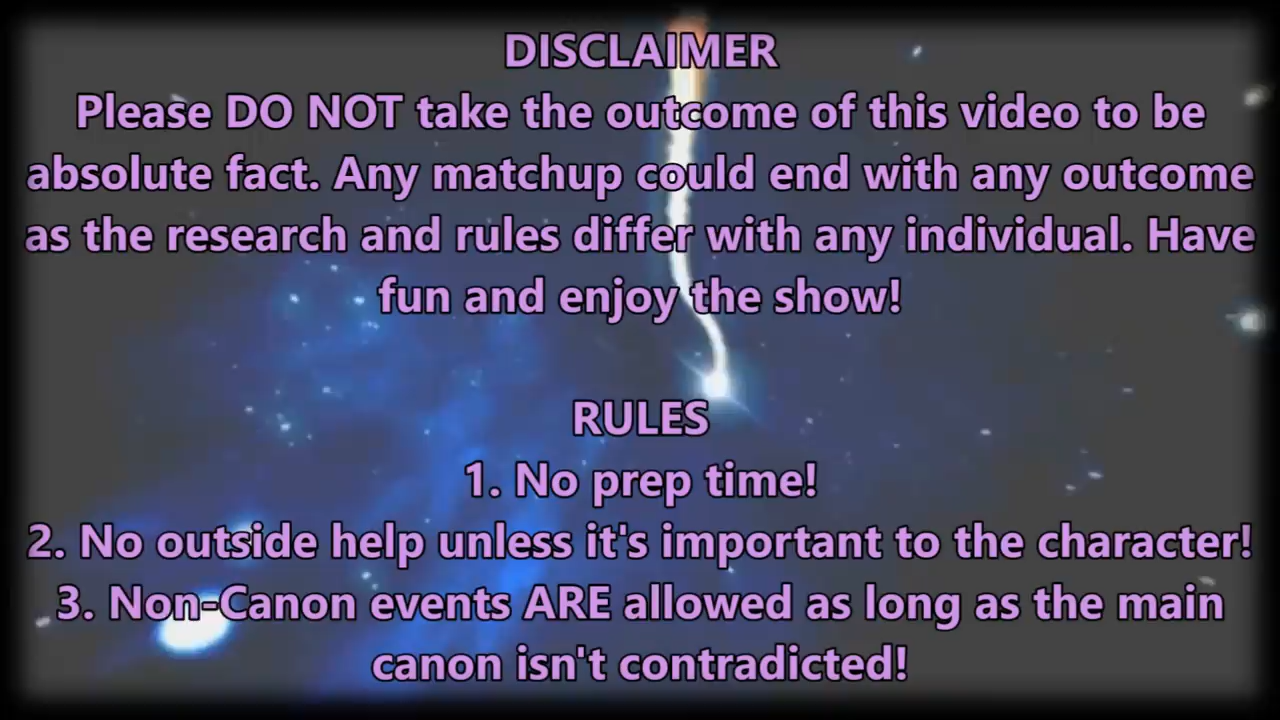 DISCLAIMER
Please DO NOT take the outcome of this video to be
absolute fact. Any matchup could end with any outcome
as the research and rules differ with any individual. Have
fun and enjoy the show!
RULES
1. No prep time!
2. No outside help unless it's important to the character!
3. Non-Canon events ARE allowed as long as the main
canon isn't contradicted!